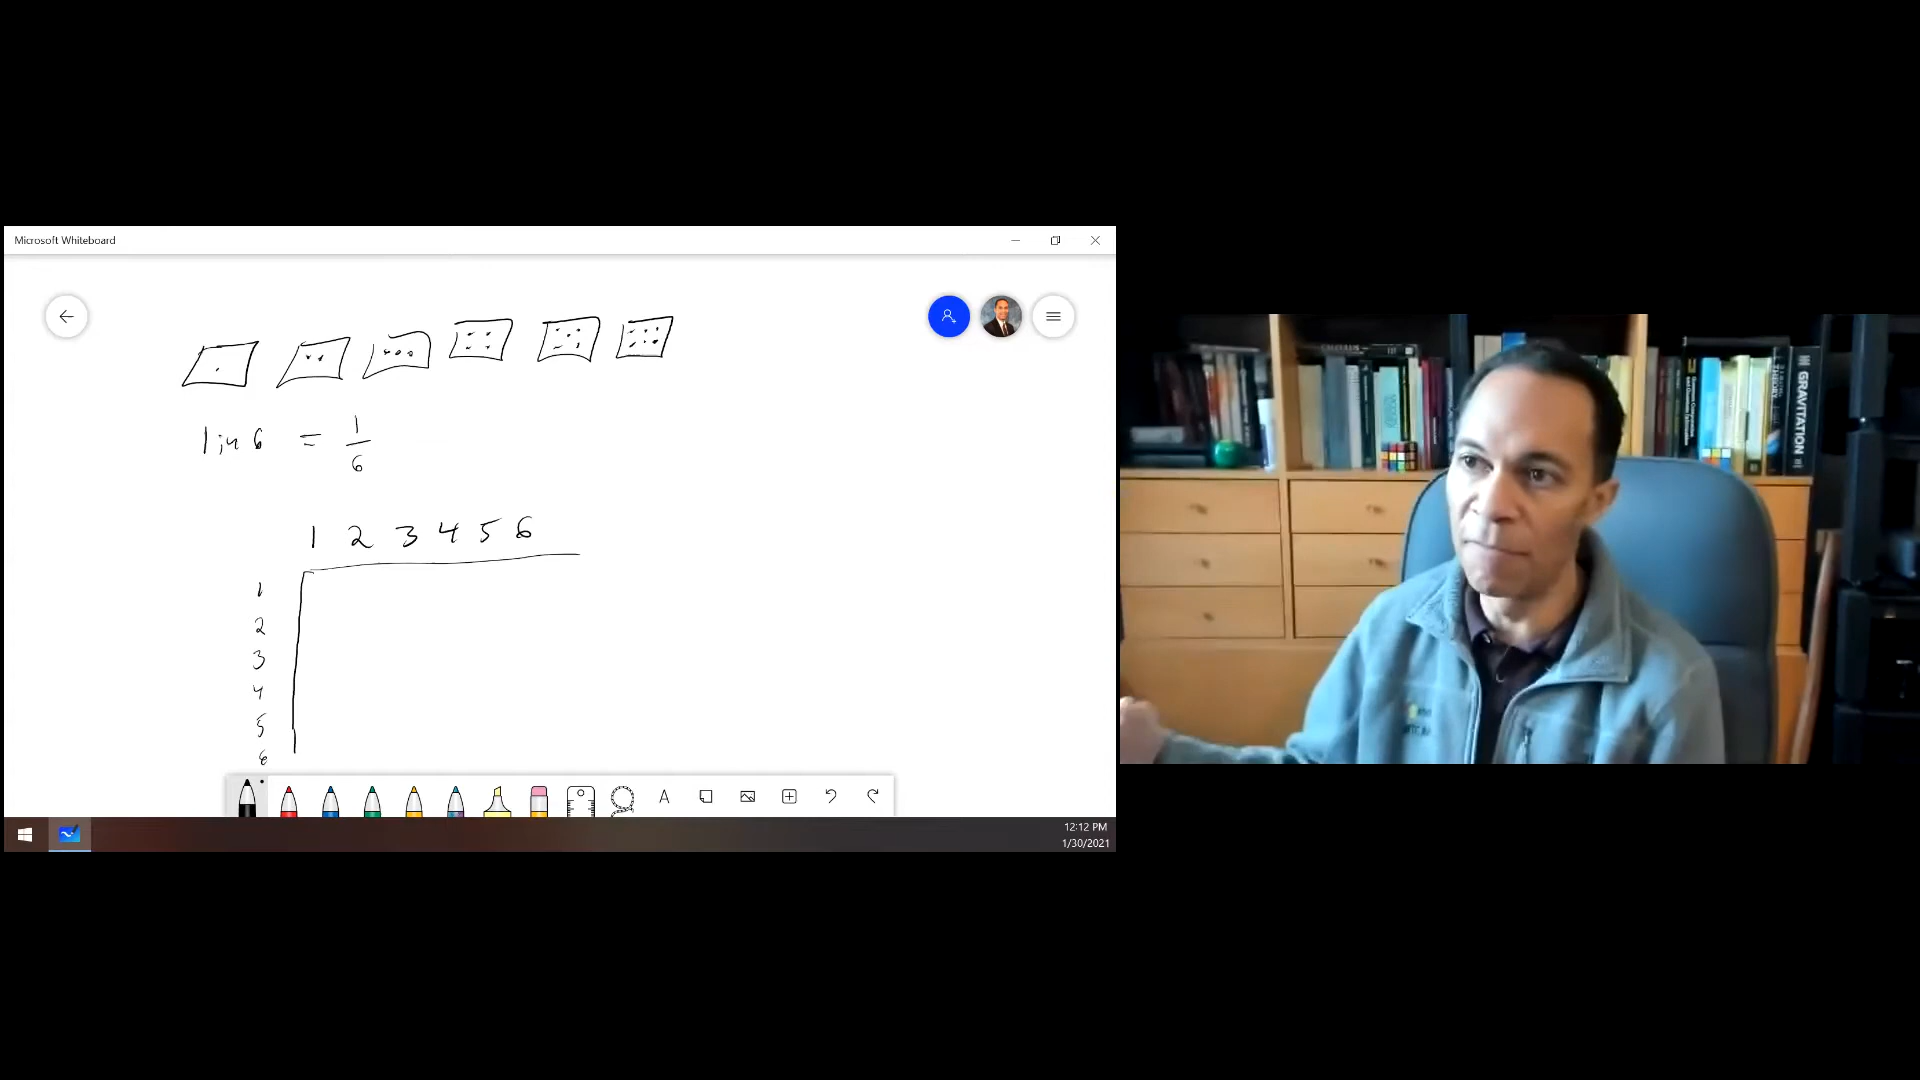 Microsoft Whiteboard
1 in 6 = 1/6
1 2 3 4 5 6
1
2
3
4
5
6
A
12:12 PM
1/30/2021
GRAVITATION